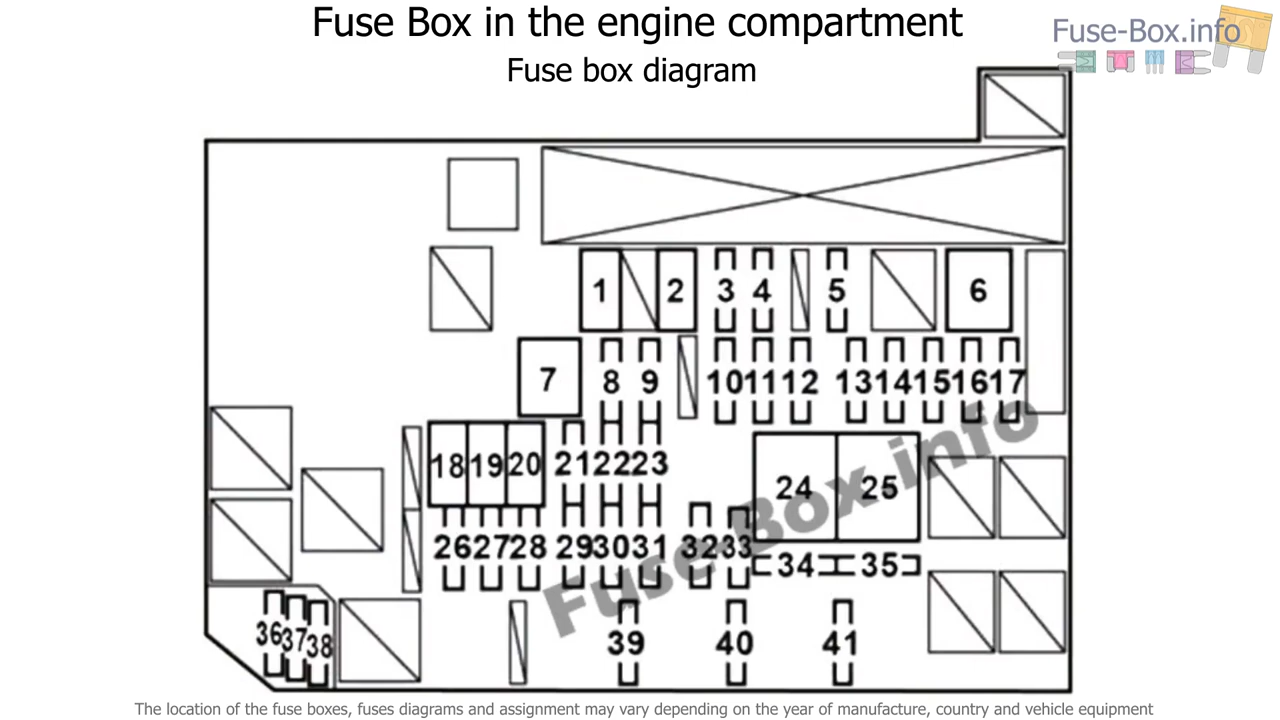 Fuse Box in the engine compartment
Fuse-Box.info
Fuse box diagram
1 2 3 4 5 6
7 8 9 10 11 12 13 14 15 16 17
18 19 20 21 22 23 24 25
26 27 28 29 30 31 32 33 34 35
36 37 38 39 40 41
Fuse-Box.info
The location of the fuse boxes, fuses diagrams and assignment may vary depending on the year of manufacture, country and vehicle equipment